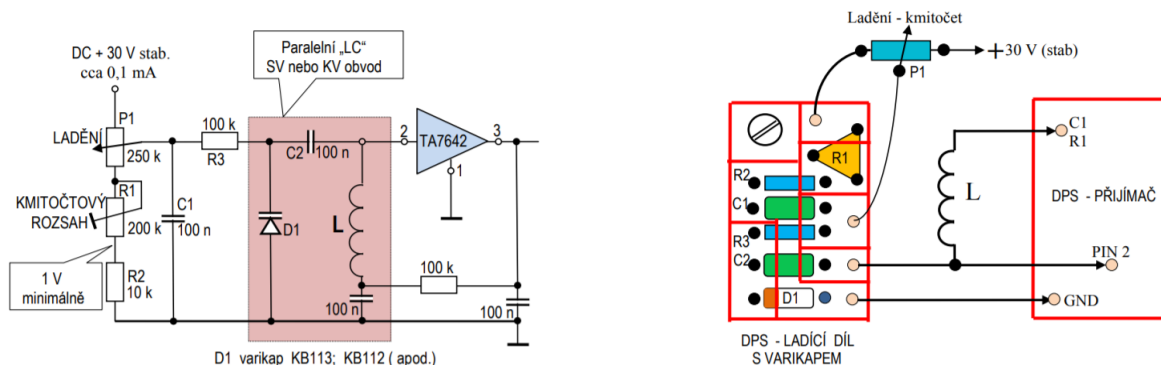 DC + 30 V stab.
cca 0,1 mA
P1
LADĚNÍ
250 k
R1
KMITOČTOVÝ
ROZSAH
200 k
1 V
minimálně
R2
10 k
C1
100 n
100 k
R3
Paralelní „LC“
SV nebo KV obvod
C2
100 n
D1
L
100 n
100 k
2
TA7642
3
1
100 n
D1 varikap KB113; KB112 ( apod.)
Ladění - kmitočet
P1
+30 V (stab)
R1
R2
C1
R3
C2
D1
DPS - LADÍCÍ DÍL
S VARIKAPEM
L
C1
R1
DPS - PŘIJÍMAČ
PIN 2
GND